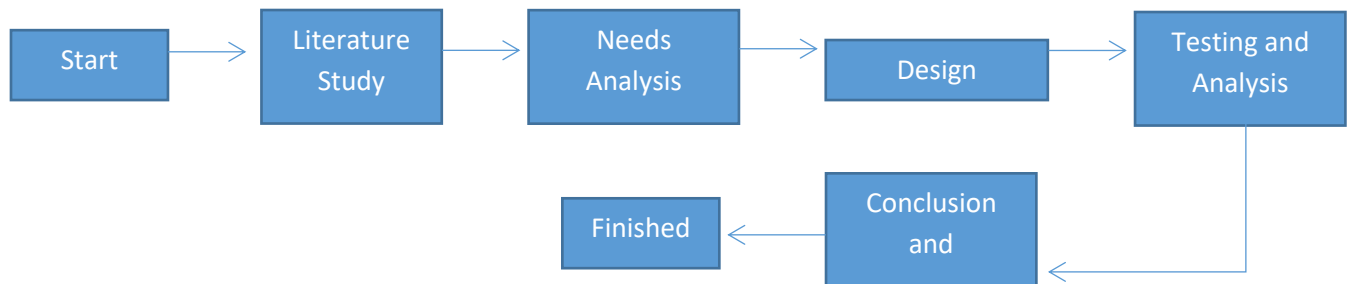 Start
Literature
Study
Needs
Analysis
Design
Testing and
Analysis
Conclusion
and
Finished